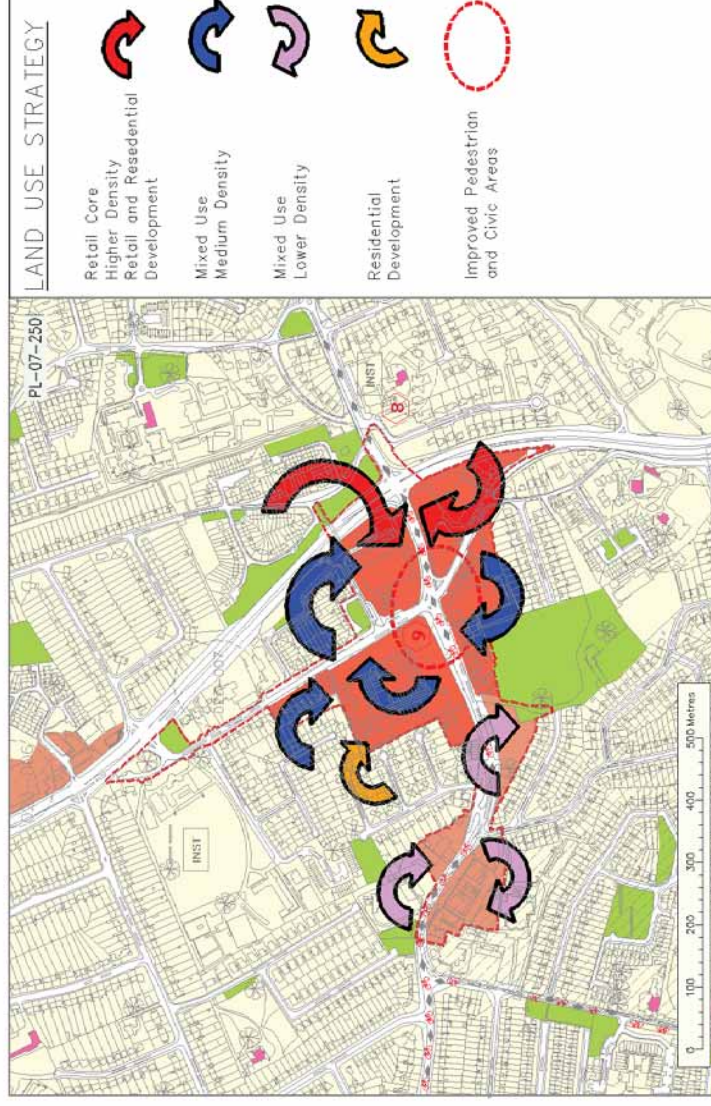 LAND USE STRATEGY
Retail Core
Higher Density
Retail and Resedential
Development
Mixed Use
Medium Density
Mixed Use
Lower Density
Residential
Development
Improved Pedestrian
and Civic Areas
PL-07-250
INST
INST
8
9
0 100 200 300 400 500 Metres